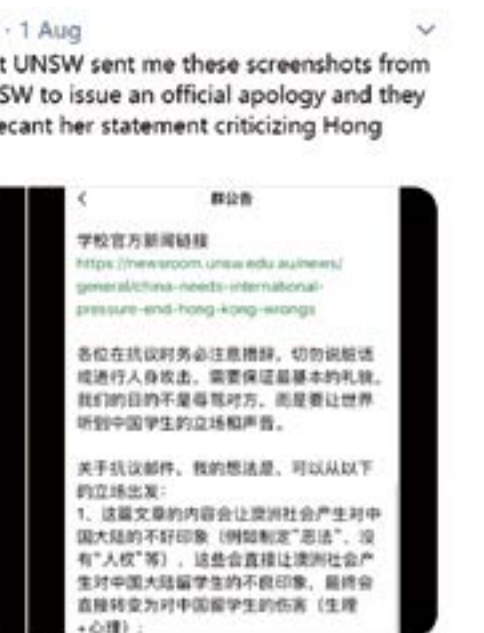 · 1 Aug
t UNSW sent me these screenshots from
SW to issue an official apology and they
ecant her statement criticizing Hong
群公告
学校官方新闻链接
https://newsroom.unsw.edu.au/news/
general/china-needs-international-
pressure-end-hong-kong-wrongs
各位在抗议时务必注意措辞，切勿说脏话
或进行人身攻击，需要保证最基本的礼貌。
我们的目的不是辱骂对方，而是要让世界
听到中国学生的立场和声音。
关于抗议邮件，我的想法是，可以从以下
的立场出发：
1、这篇文章的内容会让澳洲社会产生对中
国大陆的不好印象（例如制定“恶法”、没
有“人权”等），这些会直接让澳洲社会产
生对中国大陆留学生的不良印象，最终会
直接转变为对中国留学生的伤害（生理
+心理）；